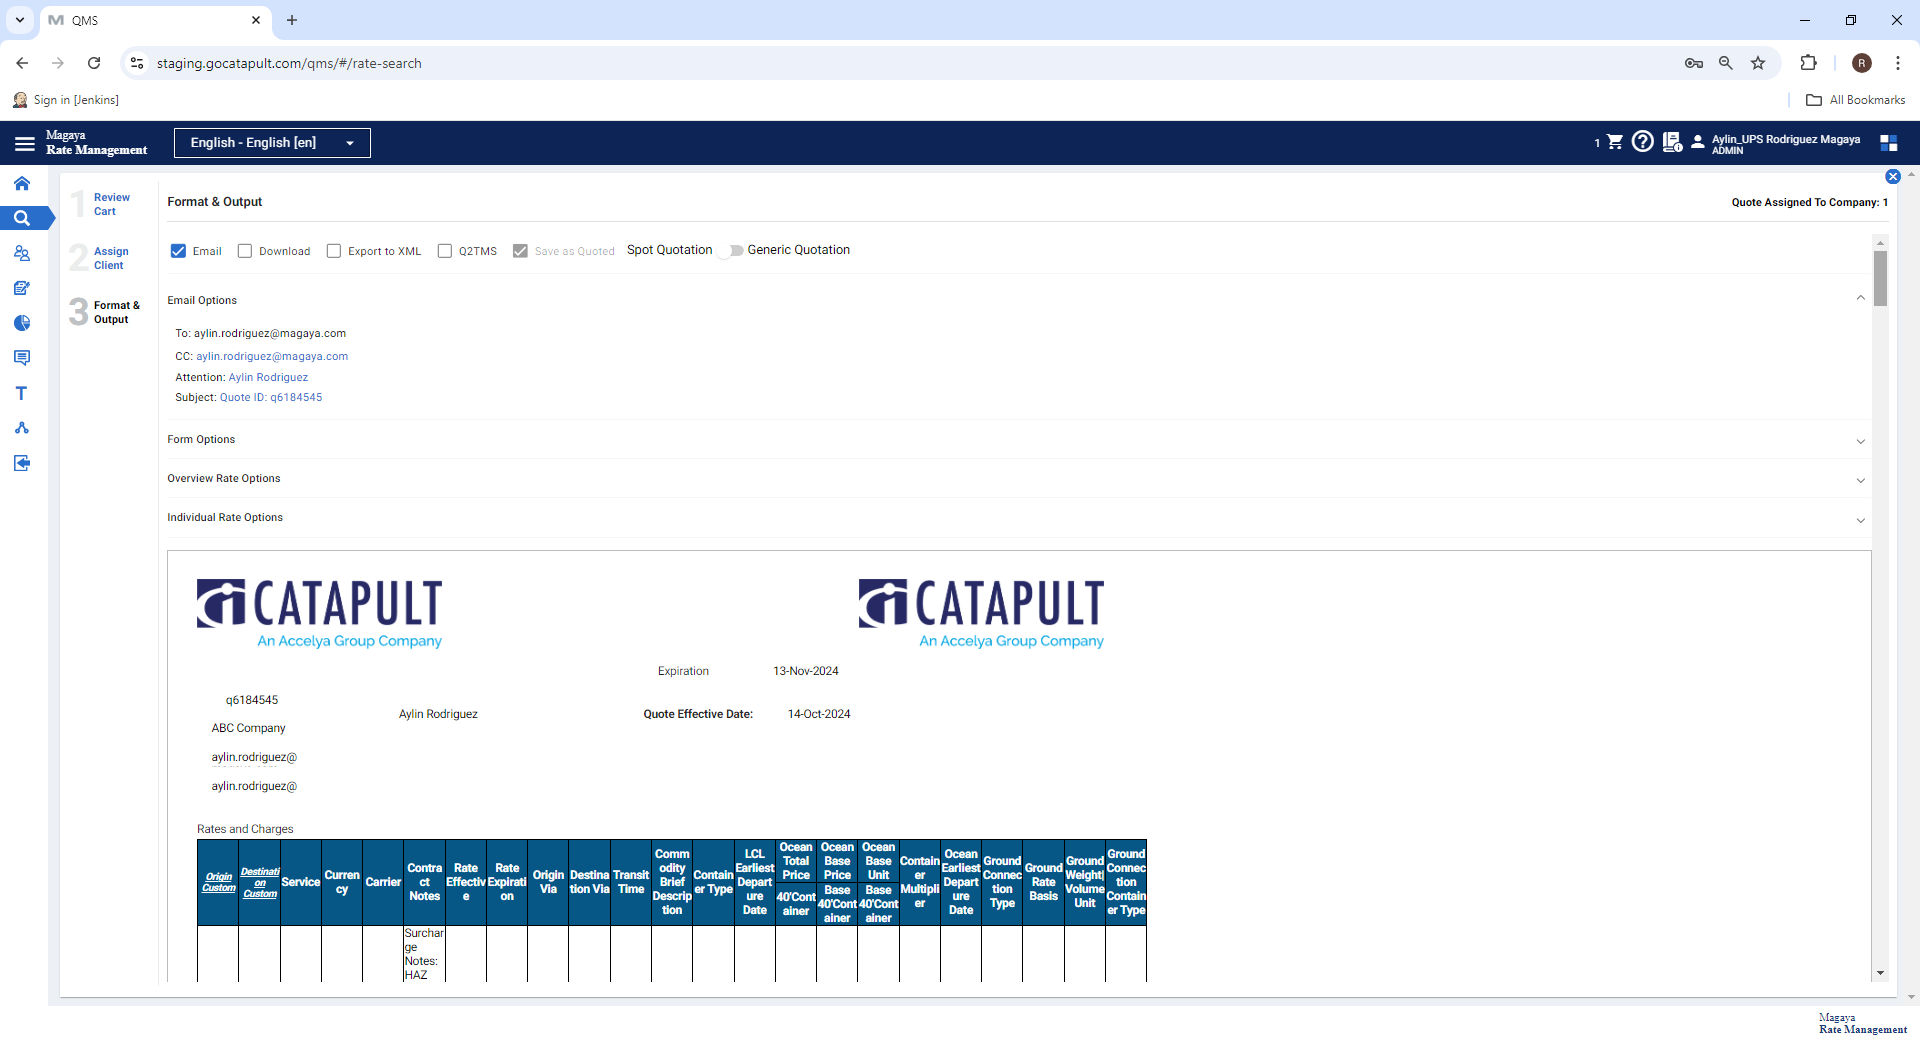 QMS
staging.gocatapult.com/qms/#/rate-search
R
Sign in [Jenkins]
All Bookmarks
Magaya
Rate Management
English - English [en]
1
Aylin_UPS Rodriguez Magaya
ADMIN
1 Review Cart
2 Assign Client
3 Format & Output
Format & Output
Quote Assigned To Company: 1
Email
Download
Export to XML
Q2TMS
Save as Quoted
Spot Quotation
Generic Quotation
Email Options
To: aylin.rodriguez@magaya.com
CC: aylin.rodriguez@magaya.com
Attention: Aylin Rodriguez
Subject: Quote ID: q6184545
Form Options
Overview Rate Options
Individual Rate Options
CATAPULT
An Accelya Group Company
CATAPULT
An Accelya Group Company
Expiration 13-Nov-2024
q6184545
Aylin Rodriguez
Quote Effective Date: 14-Oct-2024
ABC Company
aylin.rodriguez@
aylin.rodriguez@
Rates and Charges
Origin Custom
Destination Custom
Service
Currency
Carrier
Contract Notes
Rate Effective
Rate Expiration
Origin Via
Destination Via
Transit Time
Commodity Brief Description
Container Type
LCL Earliest Departure Date
Ocean Total Price
40'Container
Ocean Base Price
Base 40'Container
Ocean Base Unit
Base 40'Container
Container Multiplier
Ocean Earliest Departure Date
Ground Connection Type
Ground Rate Basis
Ground Weight|Volume Unit
Ground Connection Container Type
Surcharge
Notes:
HAZ
Magaya
Rate Management